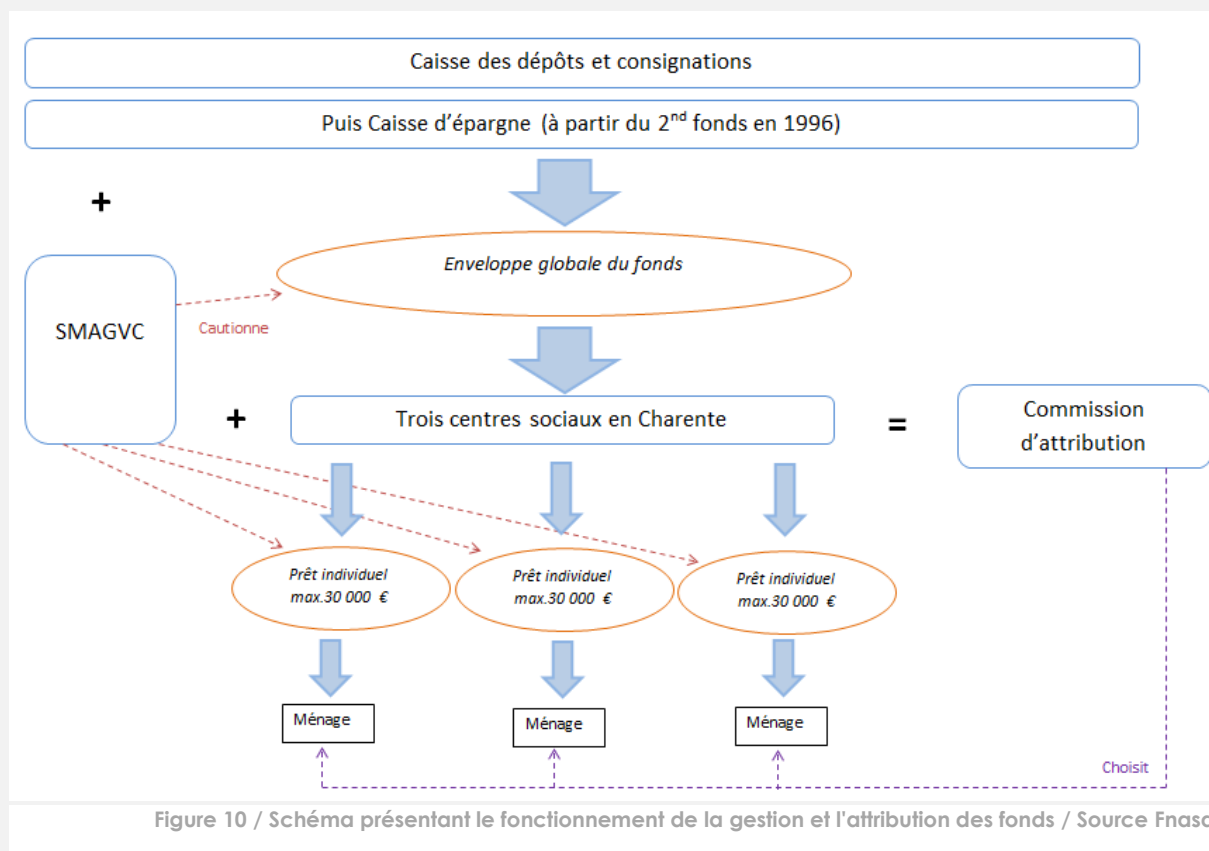 Caisse des dépôts et consignations
Puis Caisse d'épargne (à partir du 2nd fonds en 1996)
+
Enveloppe globale du fonds
SMAGVC
Cautionne
+
Trois centres sociaux en Charente
=
Commission
d'attribution
Prêt individuel
max.30 000 €
Prêt individuel
max.30 000 €
Prêt individuel
max.30 000 €
Ménage
Ménage
Ménage
Choisit
Figure 10 / Schéma présentant le fonctionnement de la gestion et l'attribution des fonds / Source